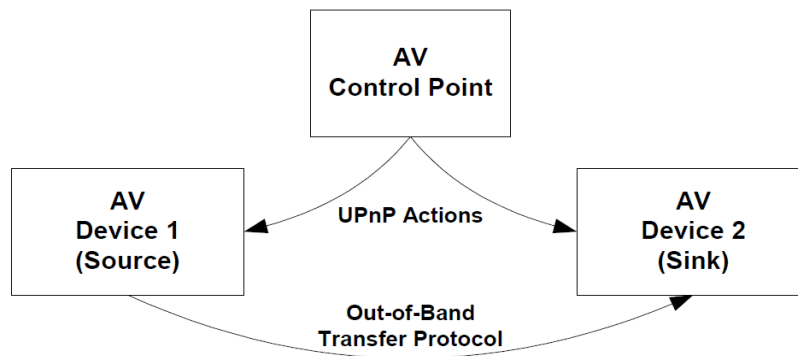 AV
Control Point
AV
Device 1
(Source)
UPnP Actions
AV
Device 2
(Sink)
Out-of-Band
Transfer Protocol